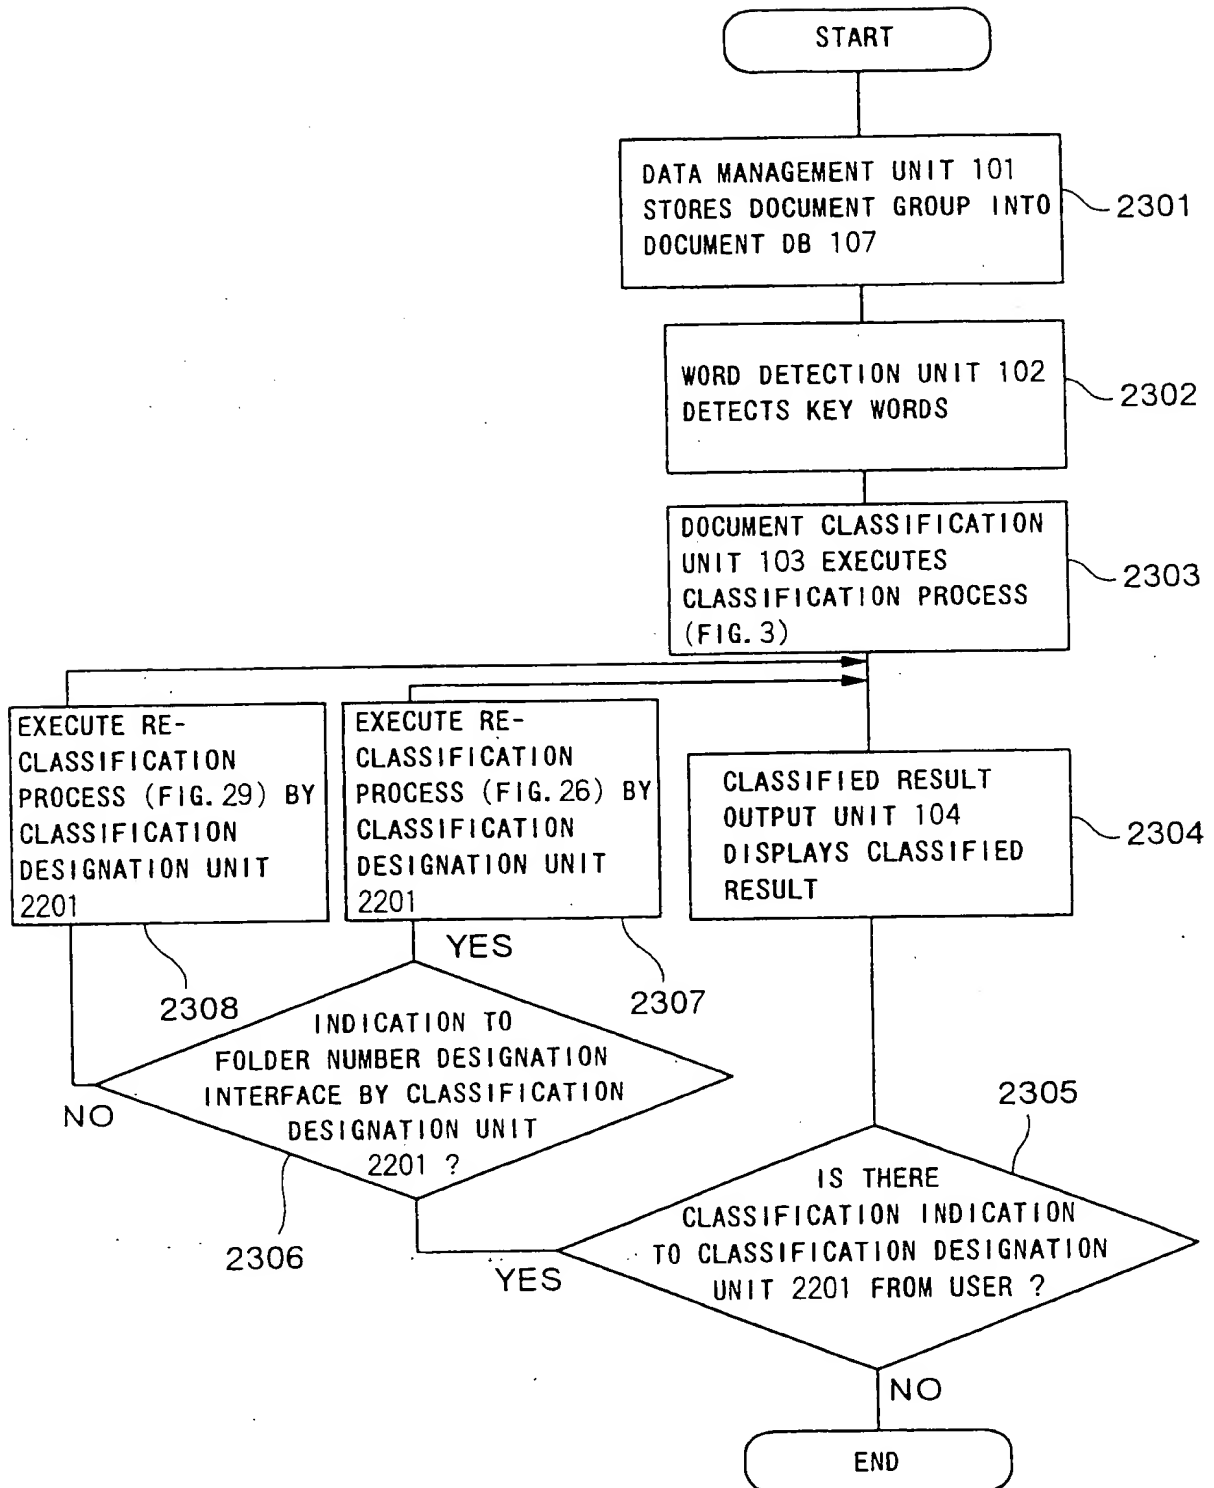 START
DATA MANAGEMENT UNIT 101
STORES DOCUMENT GROUP INTO
DOCUMENT DB 107
2301
WORD DETECTION UNIT 102
DETECTS KEY WORDS
2302
DOCUMENT CLASSIFICATION
UNIT 103 EXECUTES
CLASSIFICATION PROCESS
(FIG. 3)
2303
EXECUTE RE-
CLASSIFICATION
PROCESS (FIG. 29) BY
CLASSIFICATION
DESIGNATION UNIT
2201
2308
EXECUTE RE-
CLASSIFICATION
PROCESS (FIG. 26) BY
CLASSIFICATION
DESIGNATION UNIT
2201
2307
CLASSIFIED RESULT
OUTPUT UNIT 104
DISPLAYS CLASSIFIED
RESULT
2304
YES
INDICATION TO
FOLDER NUMBER DESIGNATION
INTERFACE BY CLASSIFICATION
DESIGNATION UNIT
2201 ?
NO
2306
2305
IS THERE
CLASSIFICATION INDICATION
TO CLASSIFICATION DESIGNATION
UNIT 2201 FROM USER ?
YES
NO
END